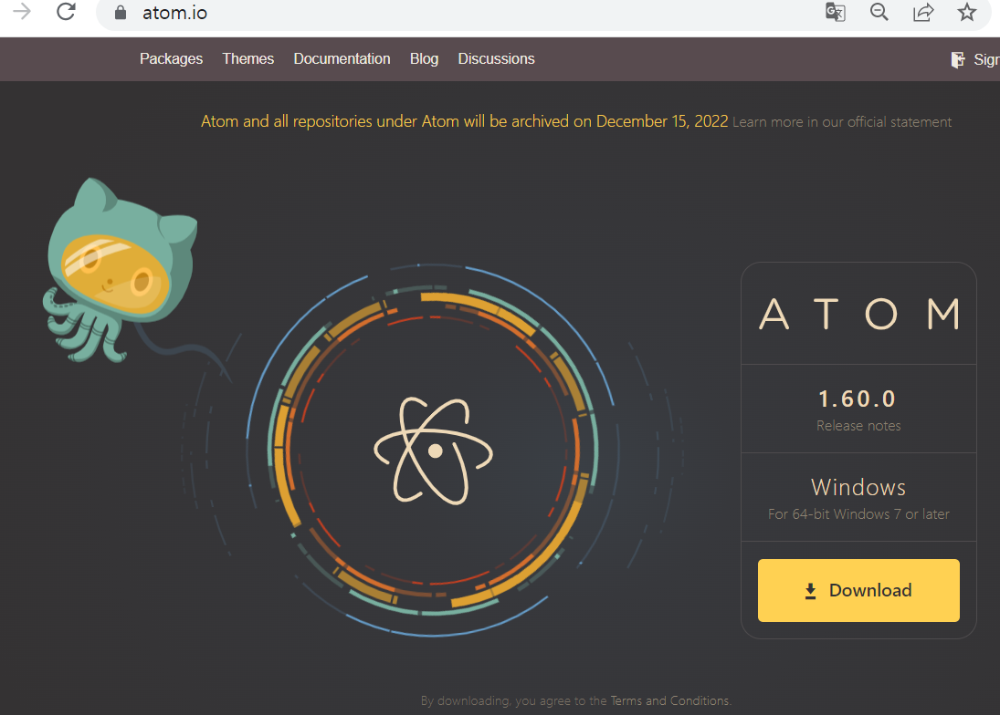 atom.io
Packages Themes Documentation Blog Discussions Sign
Atom and all repositories under Atom will be archived on December 15, 2022 Learn more in our official statement
ATOM
1.60.0
Release notes
Windows
For 64-bit Windows 7 or later
Download
By downloading, you agree to the Terms and Conditions.